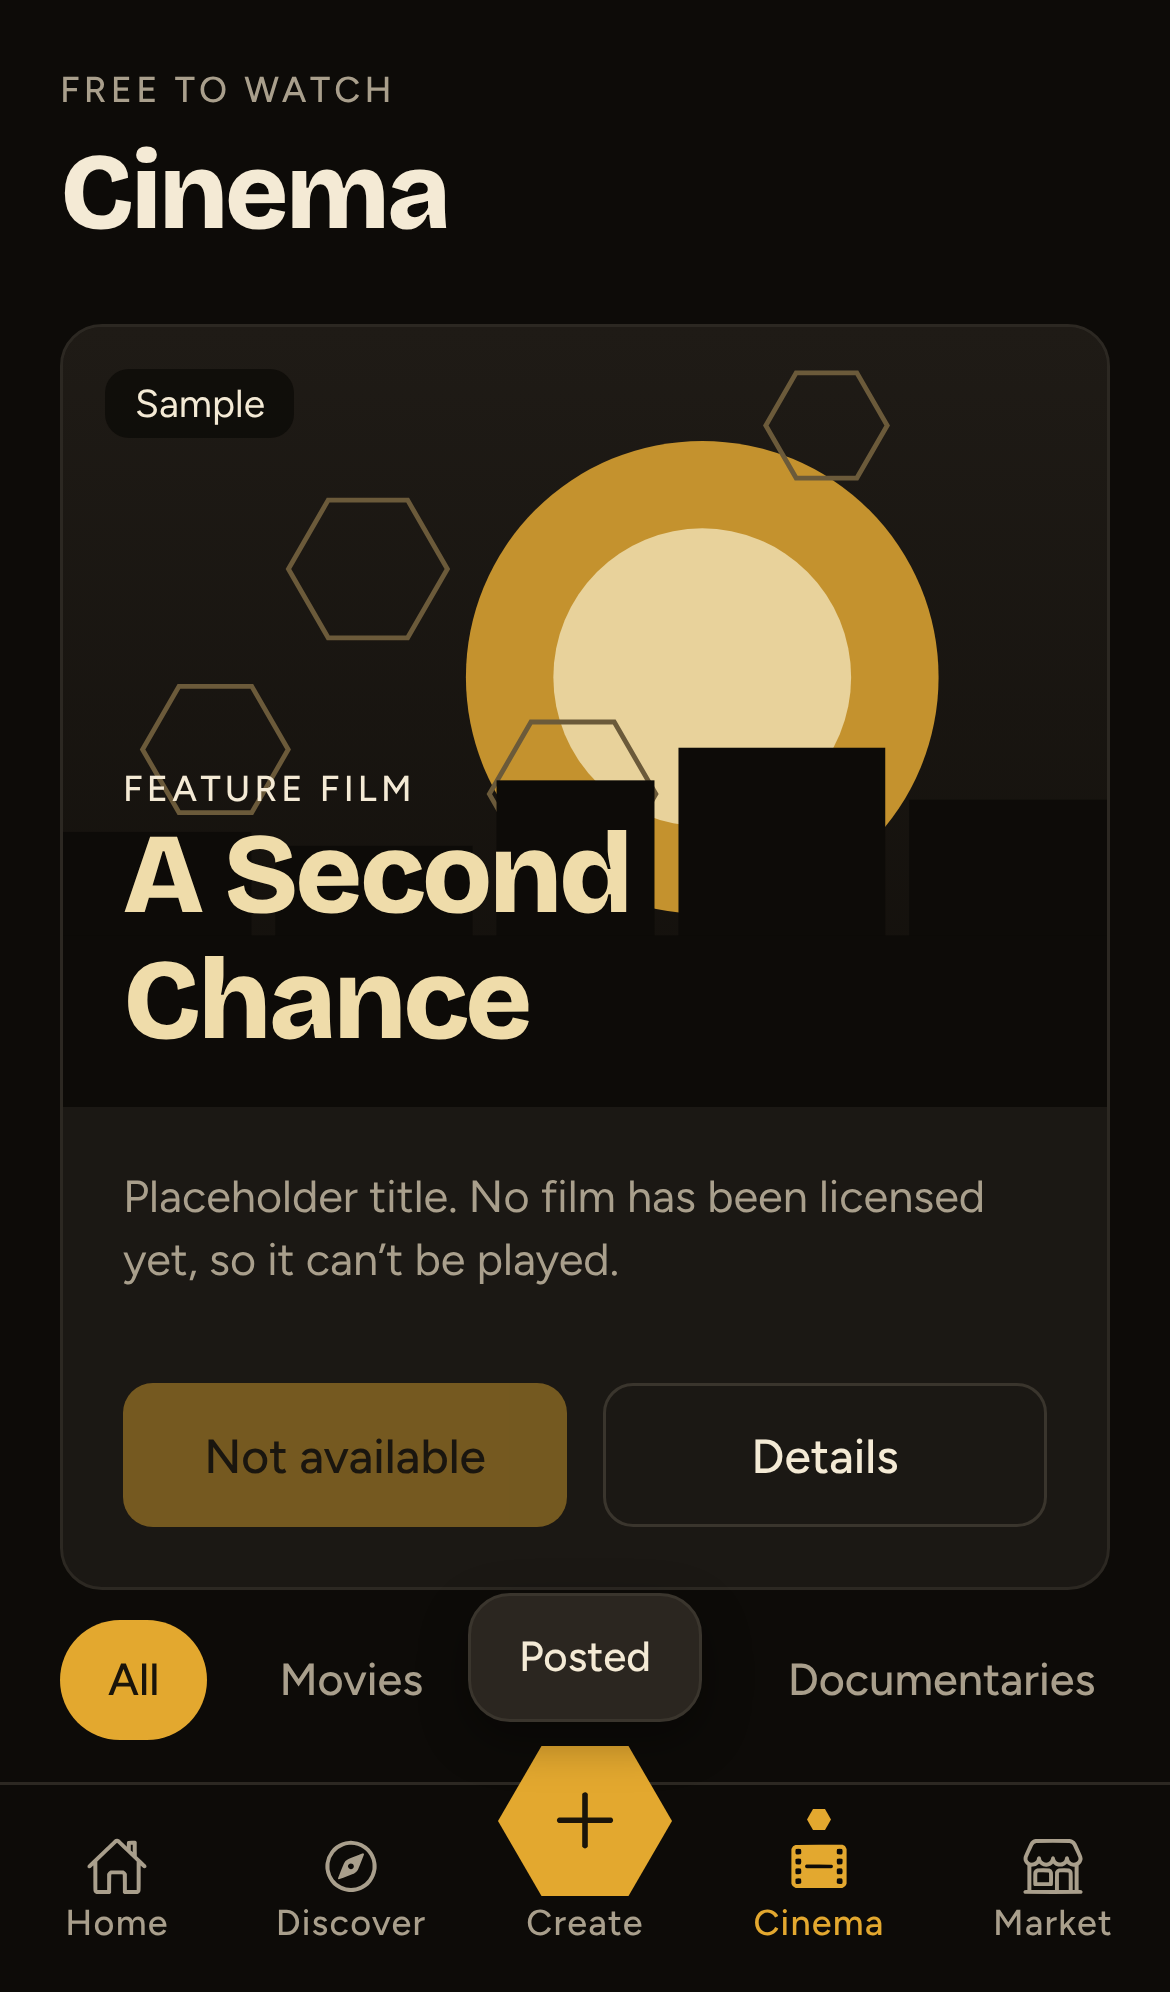 FREE TO WATCH
Cinema
Sample
FEATURE FILM
A Second
Chance
Placeholder title. No film has been licensed
yet, so it can’t be played.
Not available
Details
All
Movies
Posted
Documentaries
Home
Discover
Create
Cinema
Market